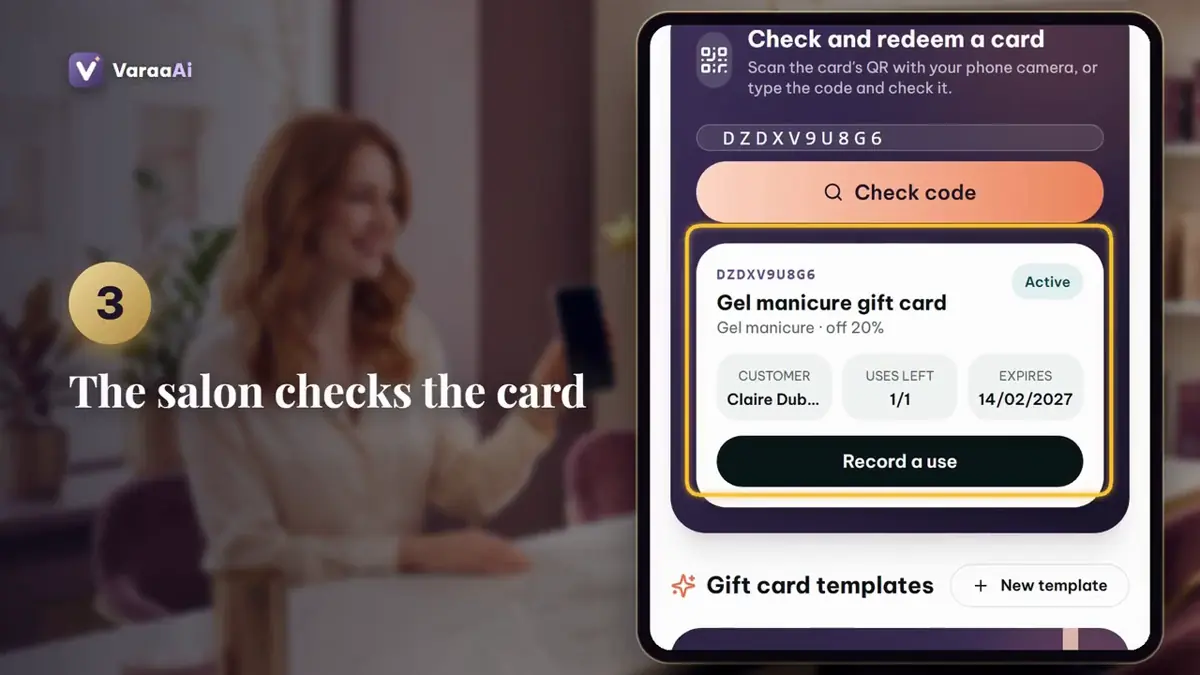 VaraaAi
3
The salon checks the card
Check and redeem a card
Scan the card's QR with your phone camera, or
type the code and check it.
DZDXV9U8G6
Check code
DZDXV9U8G6
Active
Gel manicure gift card
Gel manicure · off 20%
CUSTOMER
Claire Dub...
USES LEFT
1/1
EXPIRES
14/02/2027
Record a use
Gift card templates
+ New template